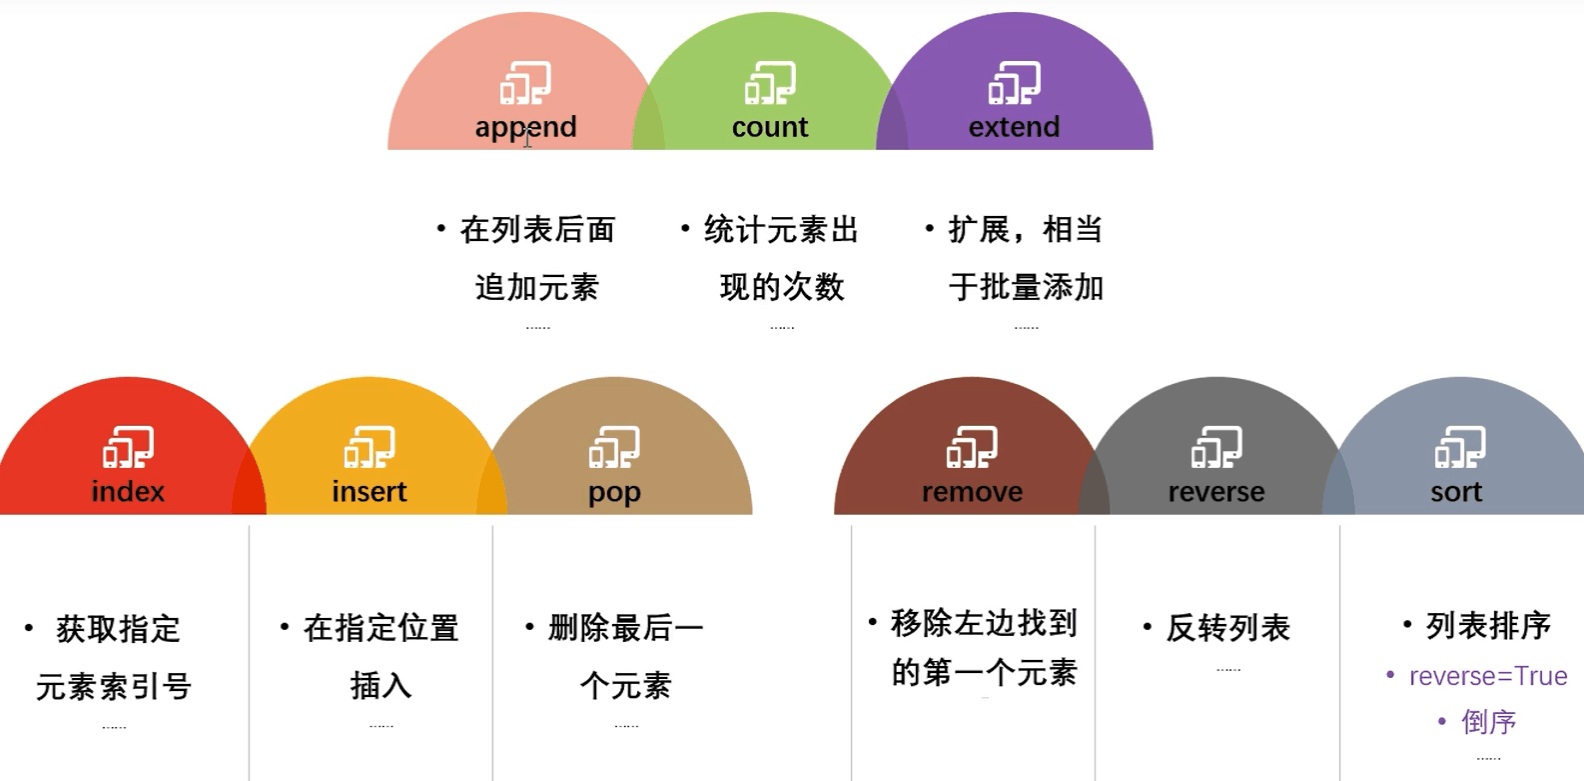 append
count
extend
• 在列表后面
追加元素
……
• 统计元素出
现的次数
……
• 扩展，相当
于批量添加
……
index
insert
pop
remove
reverse
sort
• 获取指定
元素索引号
……
• 在指定位置
插入
……
• 删除最后一
个元素
……
• 移除左边找到
的第一个元素
• 反转列表
……
• 列表排序
• reverse=True
• 倒序
……